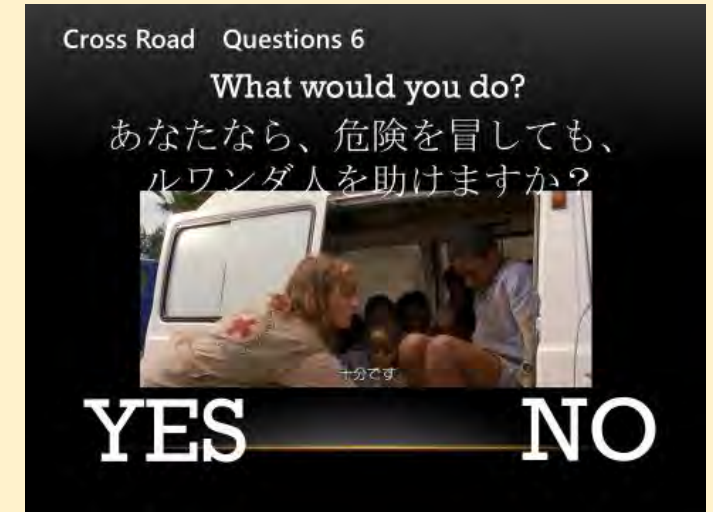 Cross Road Questions 6
What would you do?
あなたなら、危険を冒しても、
ルワンダ人を助けますか？
十分です
YES NO